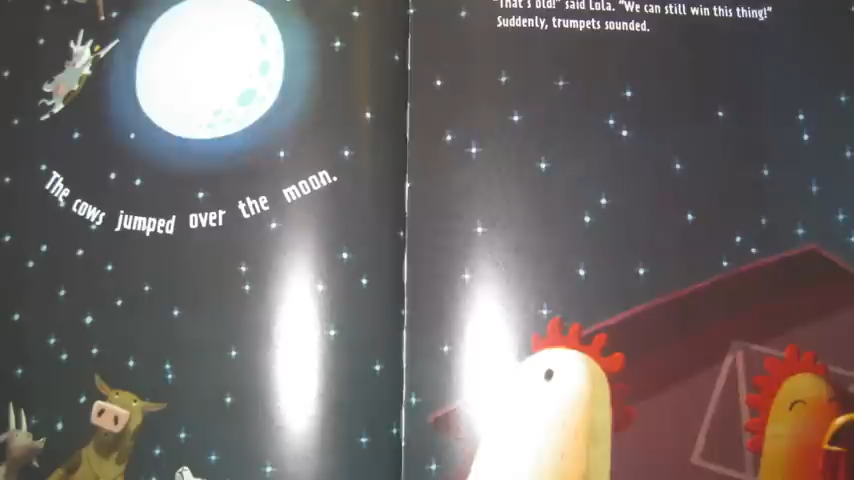 The cows jumped over the moon.
"That's old!" said Lola. "We can still win this thing!"
Suddenly, trumpets sounded.